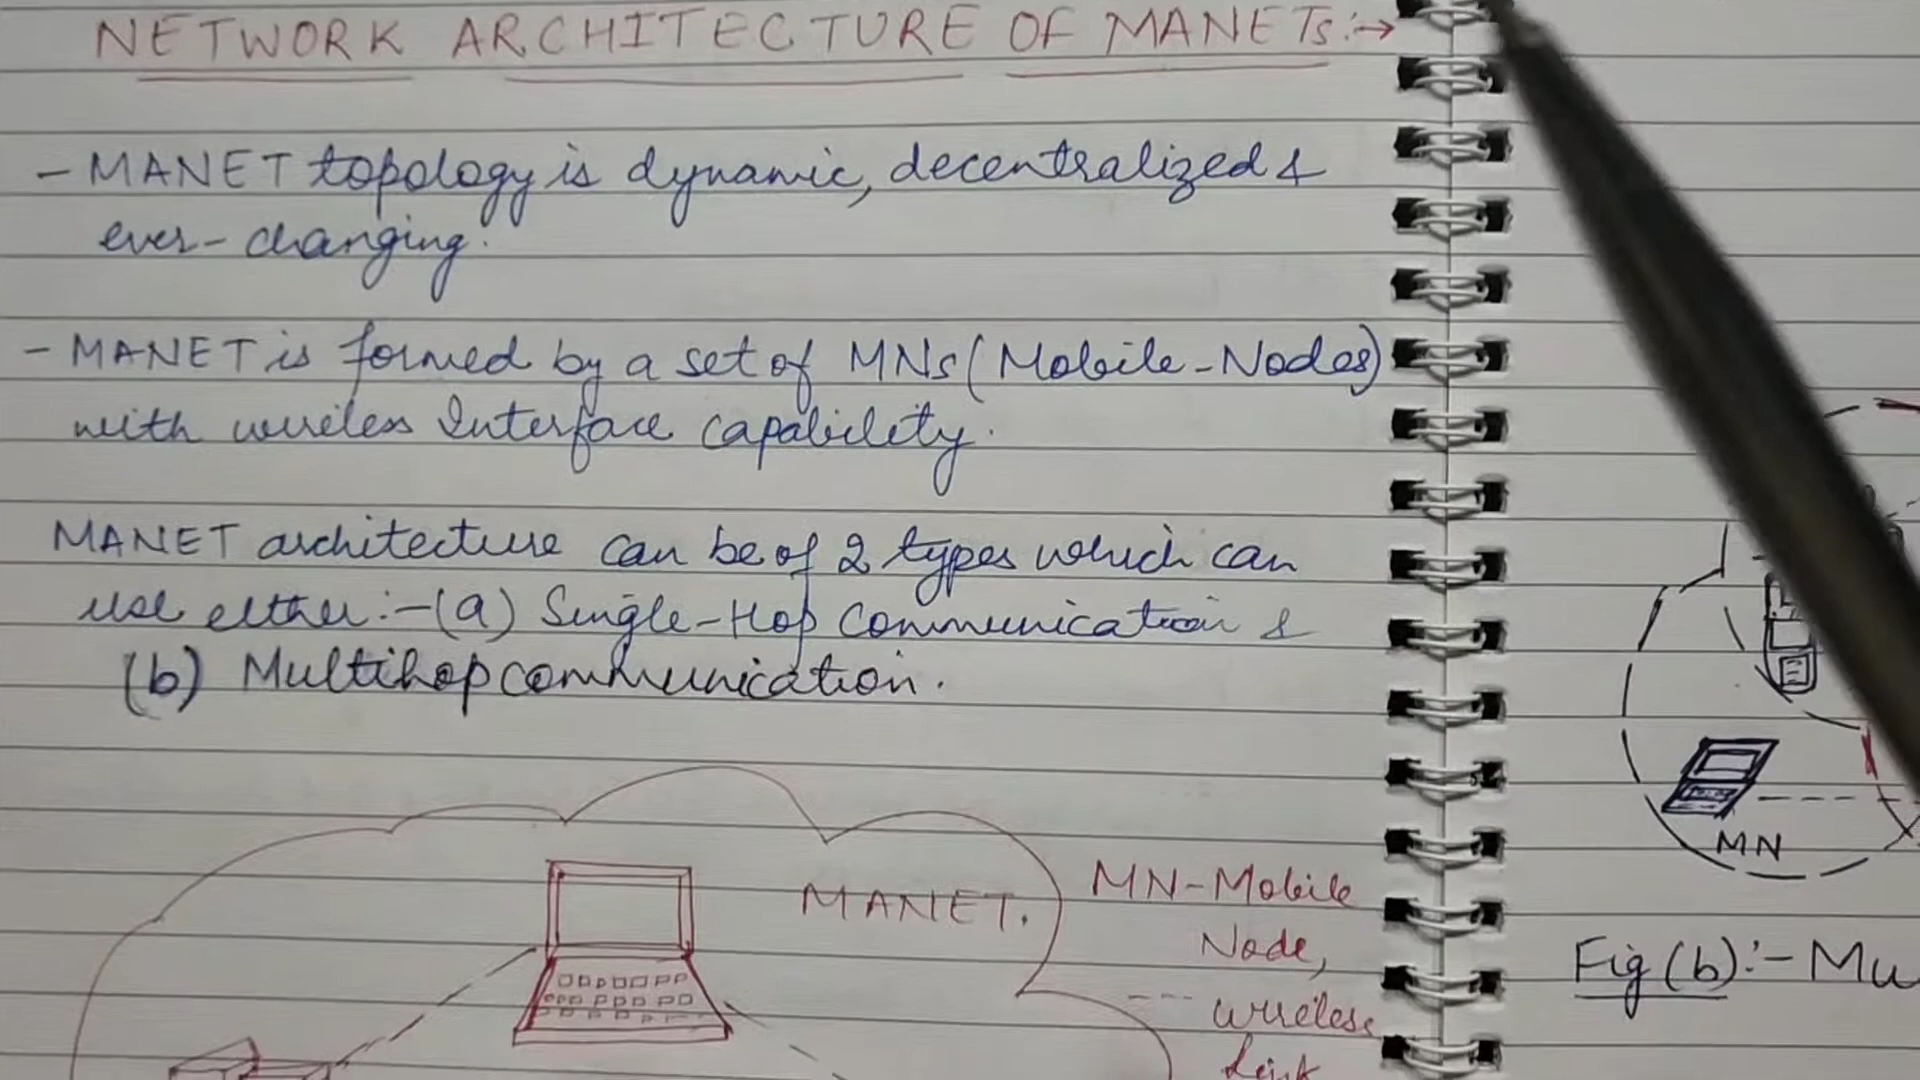 NETWORK ARCHITECTURE OF MANETs:→
- MANET topology is dynamic, decentralized &
ever-changing.
- MANET is formed by a set of MNs (Mobile-Nodes)
with wireless Interface capability.
MANET architecture can be of 2 types which can
use either:-(a) Single-Hop Communication &
(b) Multihop communication.
MANET.
MN-Mobile
Node,
--- wireless
Link
MN
Fig (b):- Mu